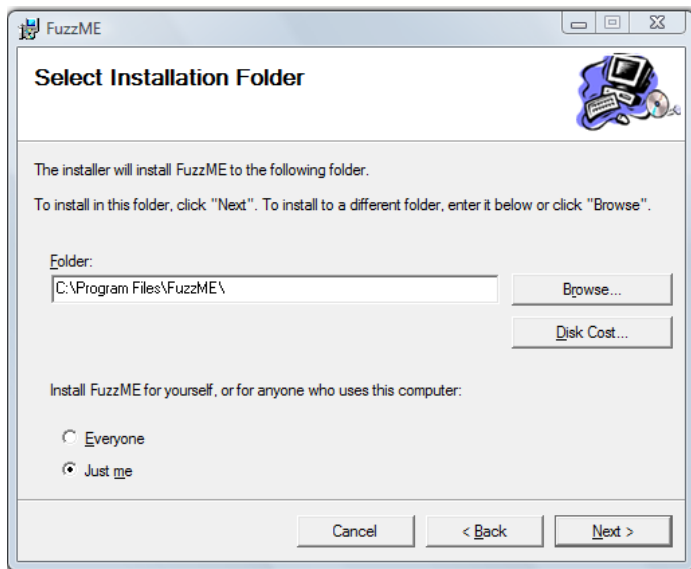 FuzzME
Select Installation Folder
The installer will install FuzzME to the following folder.
To install in this folder, click "Next". To install to a different folder, enter it below or click "Browse".
Folder:
C:\Program Files\FuzzME\
Browse...
Disk Cost...
Install FuzzME for yourself, or for anyone who uses this computer:
Everyone
Just me
Cancel
< Back
Next >